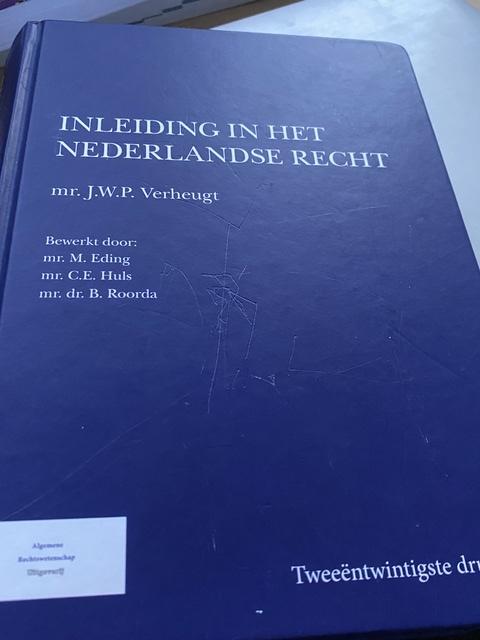 INLEIDING IN HET
NEDERLANDSE RECHT
mr. J.W.P. Verheugt
Bewerkt door:
mr. M. Eding
mr. C.E. Huls
mr. dr. B. Roorda
Algemene
Rechtswetenschap
Uitgeverij
Tweeëntwintigste dru